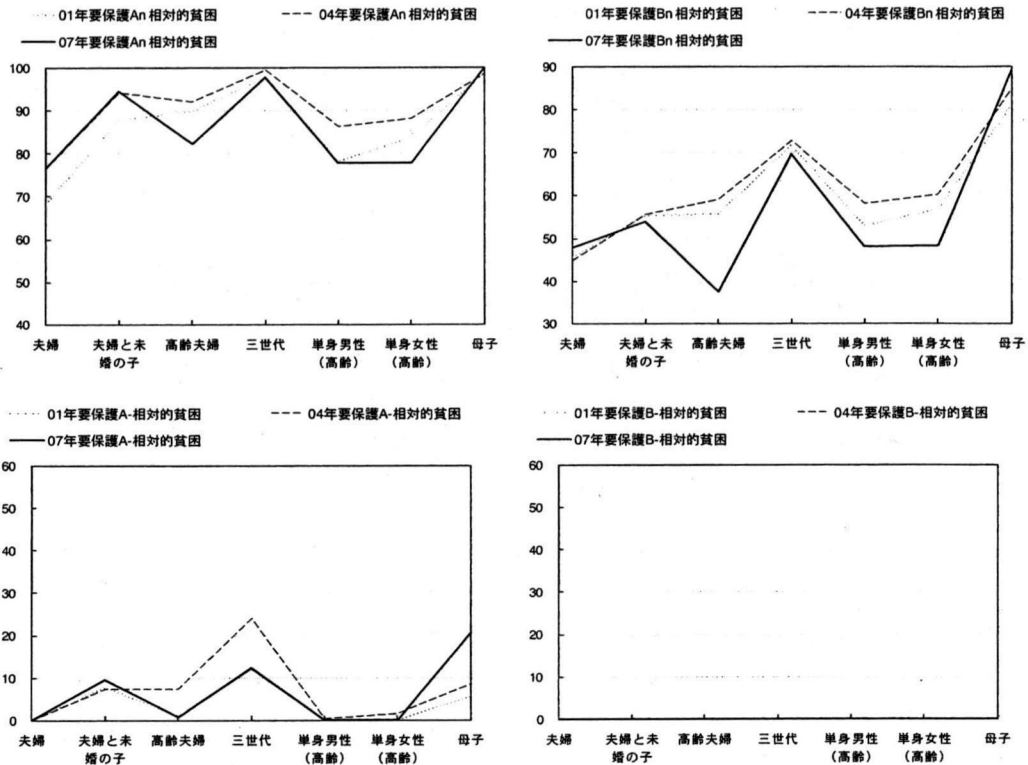 01年要保護An相対的貧困
04年要保護An相対的貧困
07年要保護An相対的貧困
100
90
80
70
60
50
40
夫婦
夫婦と未婚の子
高齢夫婦
三世代
単身男性(高齢)
単身女性(高齢)
母子
01年要保護Bn相対的貧困
04年要保護Bn相対的貧困
07年要保護Bn相対的貧困
90
80
70
60
50
40
30
夫婦
夫婦と未婚の子
高齢夫婦
三世代
単身男性(高齢)
単身女性(高齢)
母子
01年要保護A-相対的貧困
04年要保護A-相対的貧困
07年要保護A-相対的貧困
60
50
40
30
20
10
0
夫婦
夫婦と未婚の子
高齢夫婦
三世代
単身男性(高齢)
単身女性(高齢)
母子
01年要保護B-相対的貧困
04年要保護B-相対的貧困
07年要保護B-相対的貧困
60
50
40
30
20
10
0
夫婦
夫婦と未婚の子
高齢夫婦
三世代
単身男性(高齢)
単身女性(高齢)
母子